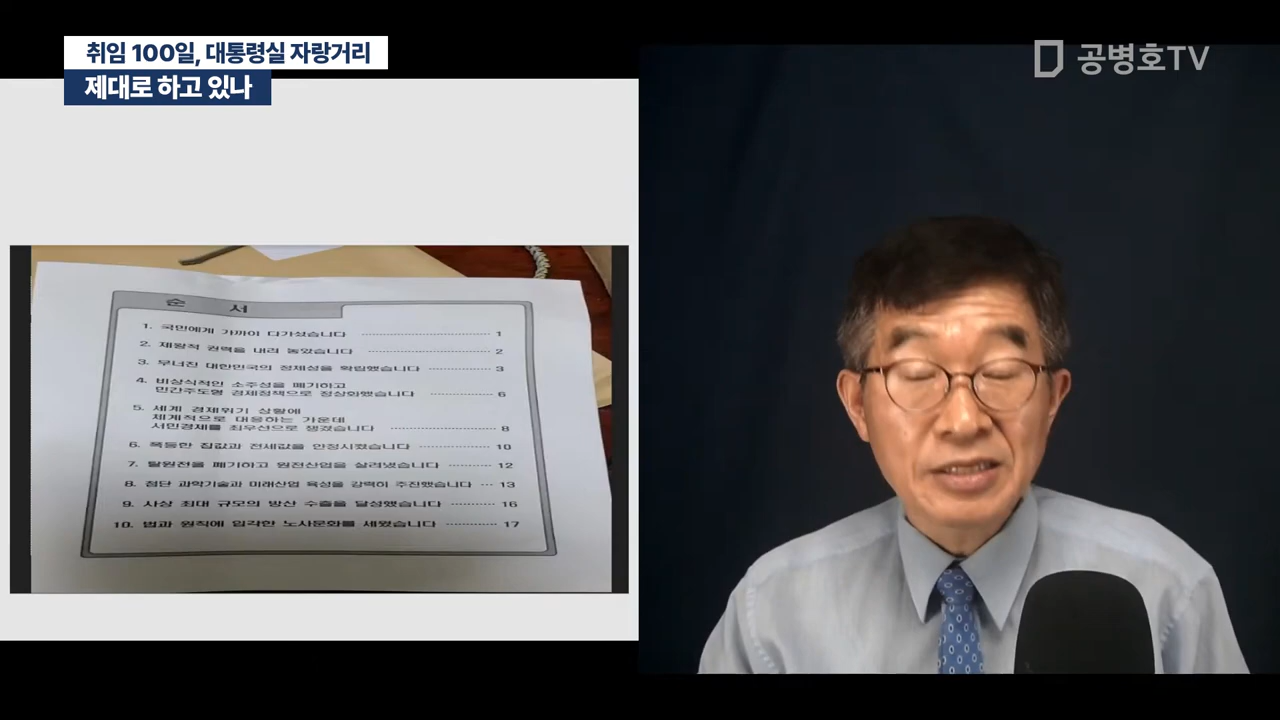 취임 100일, 대통령실 자랑거리
제대로 하고 있나
공병호TV
순 서
1. 국민에게 가까이 다가섰습니다 1
2. 제왕적 권력을 내려 놓았습니다 2
3. 무너진 대한민국의 정체성을 확립했습니다 3
4. 비상식적인 소주성을 폐기하고
민간주도형 경제정책으로 정상화했습니다 6
5. 세계 경제위기 상황에
체계적으로 대응하는 가운데
서민경제를 최우선으로 챙겼습니다 8
6. 폭등한 집값과 전세값을 안정시켰습니다 10
7. 탈원전을 폐기하고 원전산업을 살려냈습니다 12
8. 첨단 과학기술과 미래산업 육성을 강력히 추진했습니다 13
9. 사상 최대 규모의 방산 수출을 달성했습니다 16
10. 법과 원칙에 입각한 노사문화를 세웠습니다 17